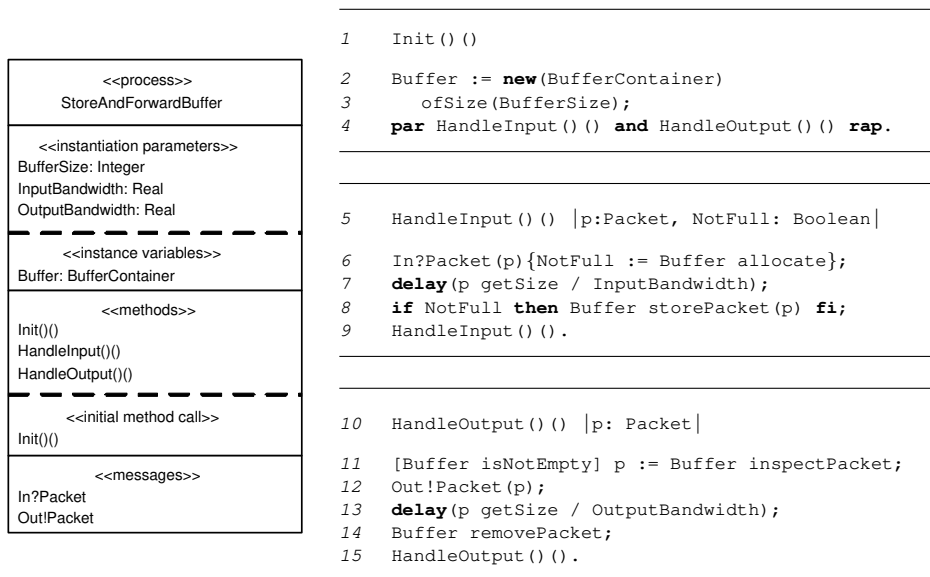 <<process>>
StoreAndForwardBuffer
<<instantiation parameters>>
BufferSize: Integer
InputBandwidth: Real
OutputBandwidth: Real
<<instance variables>>
Buffer: BufferContainer
<<methods>>
Init()()
HandleInput()()
HandleOutput()()
<<initial method call>>
Init()()
<<messages>>
In?Packet
Out!Packet
1 Init()()
2 Buffer := new(BufferContainer)
3 ofSize(BufferSize);
4 par HandleInput()() and HandleOutput()() rap.
5 HandleInput()() |p:Packet, NotFull: Boolean|
6 In?Packet(p){NotFull := Buffer allocate};
7 delay(p getSize / InputBandwidth);
8 if NotFull then Buffer storePacket(p) fi;
9 HandleInput()().
10 HandleOutput()() |p: Packet|
11 [Buffer isNotEmpty] p := Buffer inspectPacket;
12 Out!Packet(p);
13 delay(p getSize / OutputBandwidth);
14 Buffer removePacket;
15 HandleOutput()().